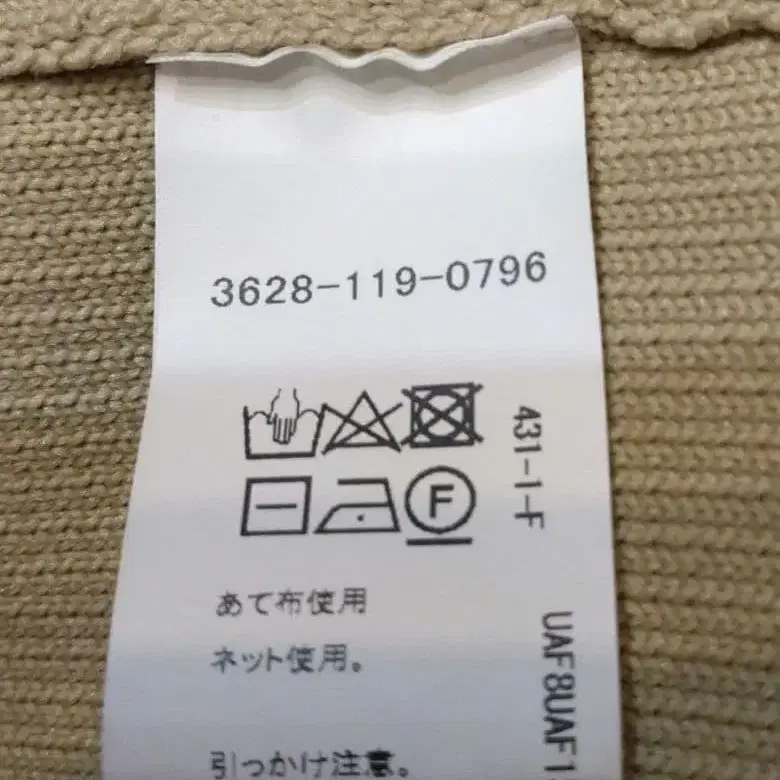 3628-119-0796
F
431-1-F
あて布使用
ネット使用。
引っかけ注意。
UAF8UAF1